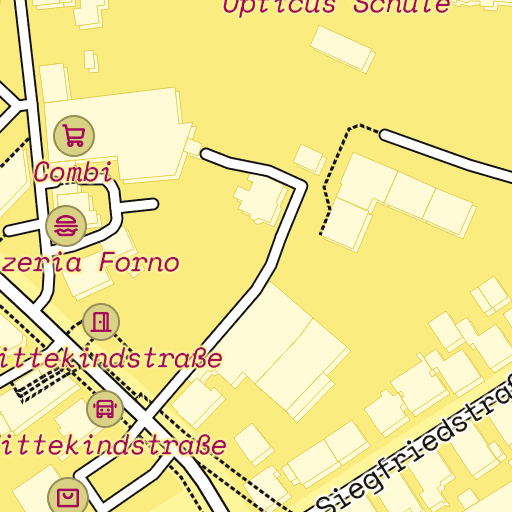 Opticus Schule
Combi
zeria Forno
ittekindstraße
ittekindstraße
Siegfriedstra